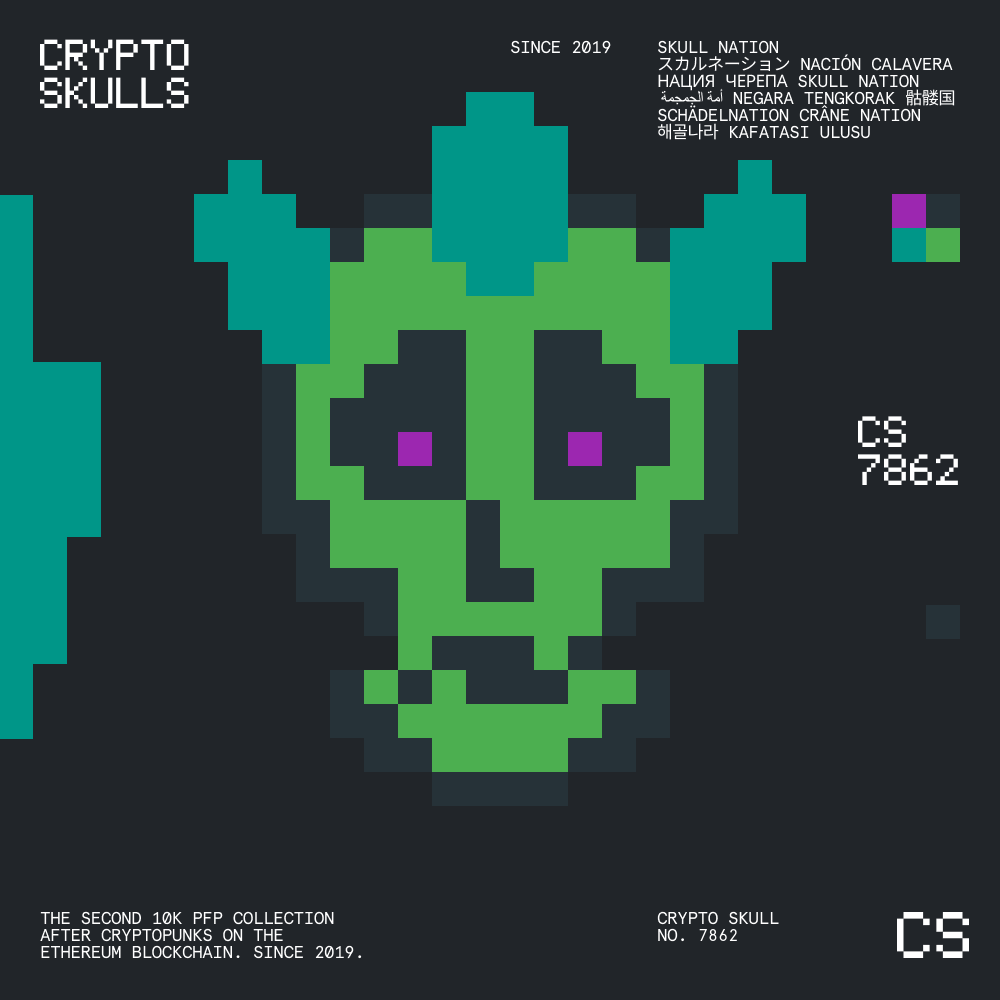 CRYPTO
SKULLS
SINCE 2019
SKULL NATION
スカルネーション NACIÓN CALAVERA
НАЦИЯ ЧЕРЕПА SKULL NATION
أمة الجمجمة NEGARA TENGKORAK 骷髅国
SCHÄDELNATION CRÂNE NATION
해골나라 KAFATASI ULUSU
CS
7862
THE SECOND 10K PFP COLLECTION
AFTER CRYPTOPUNKS ON THE
ETHEREUM BLOCKCHAIN. SINCE 2019.
CRYPTO SKULL
NO. 7862
CS